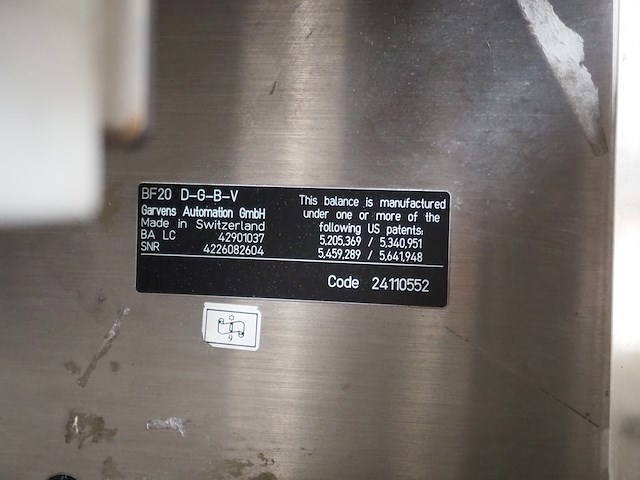 BF20 D-G-B-V
Garvens Automation GmbH
Made in Switzerland
BA LC 42901037
SNR 4226082604
This balance is manufactured
under one or more of the
following US patents:
5,205,369 / 5,340,951
5,459,289 / 5,641,948
Code 24110552
9